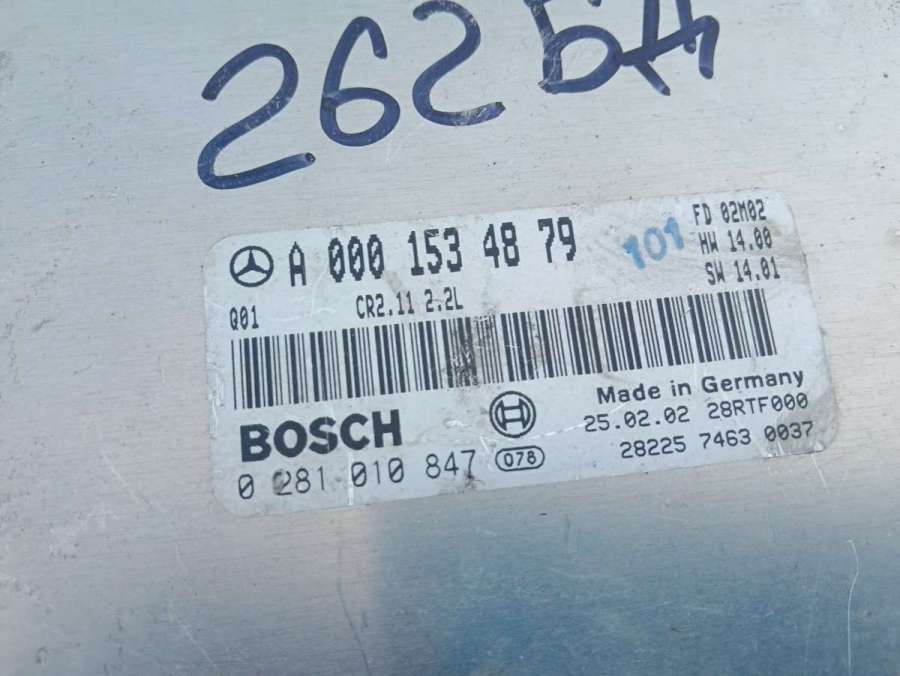 262БД
A 000 153 48 79
101
FD 02M02
HW 14.00
SW 14.01
Q01 CR2.11 2.2L
BOSCH
Made in Germany
25.02.02 28RTF000
0 281 010 847 078
28225 7463 0037